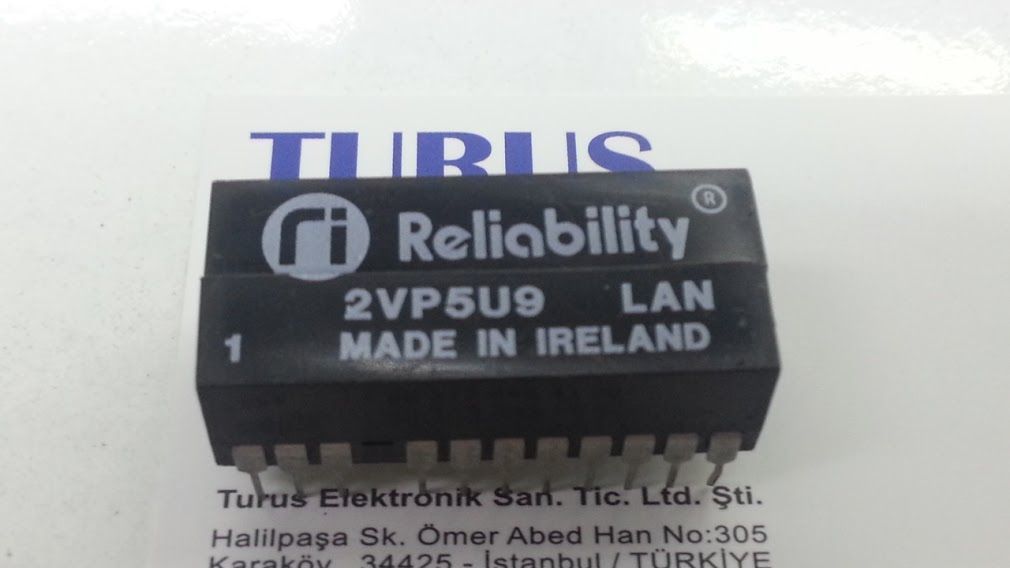 TURUS
ri Reliability ®
2VP5U9 LAN
1 MADE IN IRELAND
Turus Elektronik San. Tic. Ltd. Şti.
Halilpaşa Sk. Ömer Abed Han No:305
Karaköy 34425 - İstanbul / TÜRKİYE